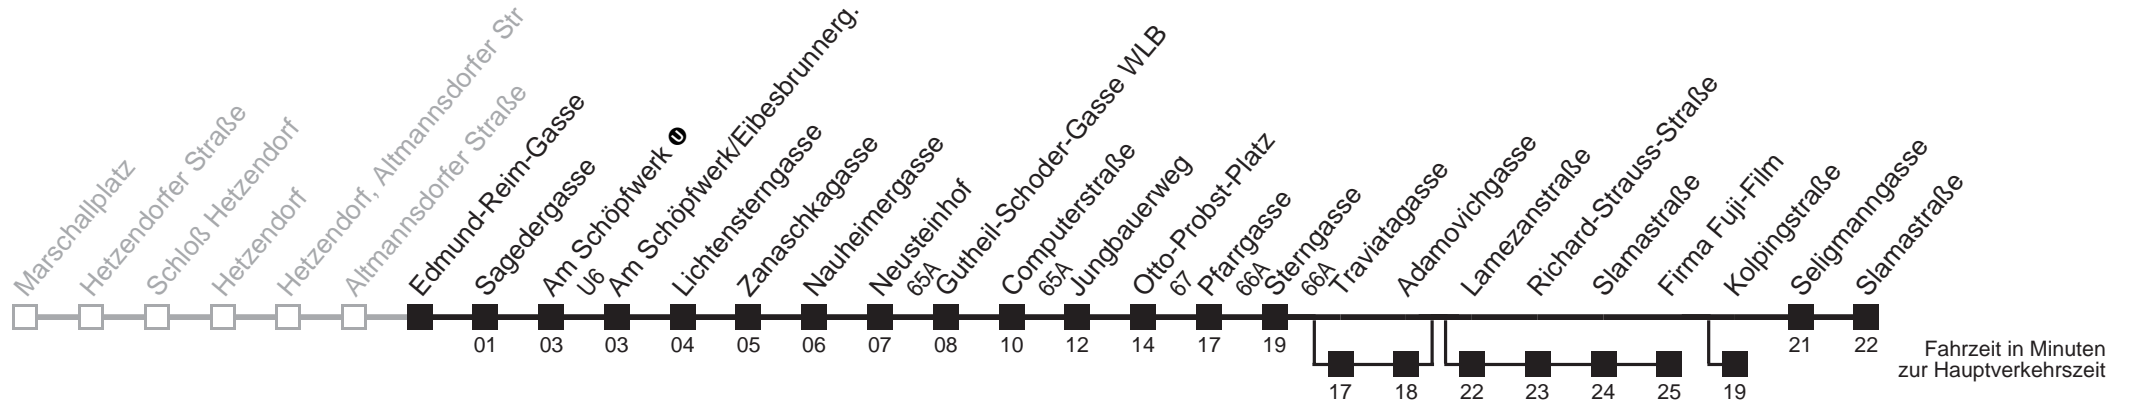 Marschallplatz
Hetzendorfer Straße
Schloß Hetzendorf
Hetzendorf
Hetzendorf, Altmannsdorfer Str
Altmannsdorfer Straße
Edmund-Reim-Gasse
Sagedergasse
Am Schöpfwerk U
U6
Am Schöpfwerk/Eibesbrunnerg.
Lichtensterngasse
Zanaschkagasse
Nauheimergasse
Neusteinhof
65A
Gutheil-Schoder-Gasse WLB
Computerstraße
65A
Jungbauerweg
Otto-Probst-Platz
67
Pfarrgasse
66A
Sterngasse
66A
Traviatagasse
Adamovichgasse
Lamezanstraße
Richard-Strauss-Straße
Slamastraße
Firma Fuji-Film
Kolpingstraße
Seligmanngasse
Slamastraße
01 03 03 04 05 06 07 08 10 12 14 17 19 21 22
17 18 22 23 24 25 19
Fahrzeit in Minuten
zur Hauptverkehrszeit